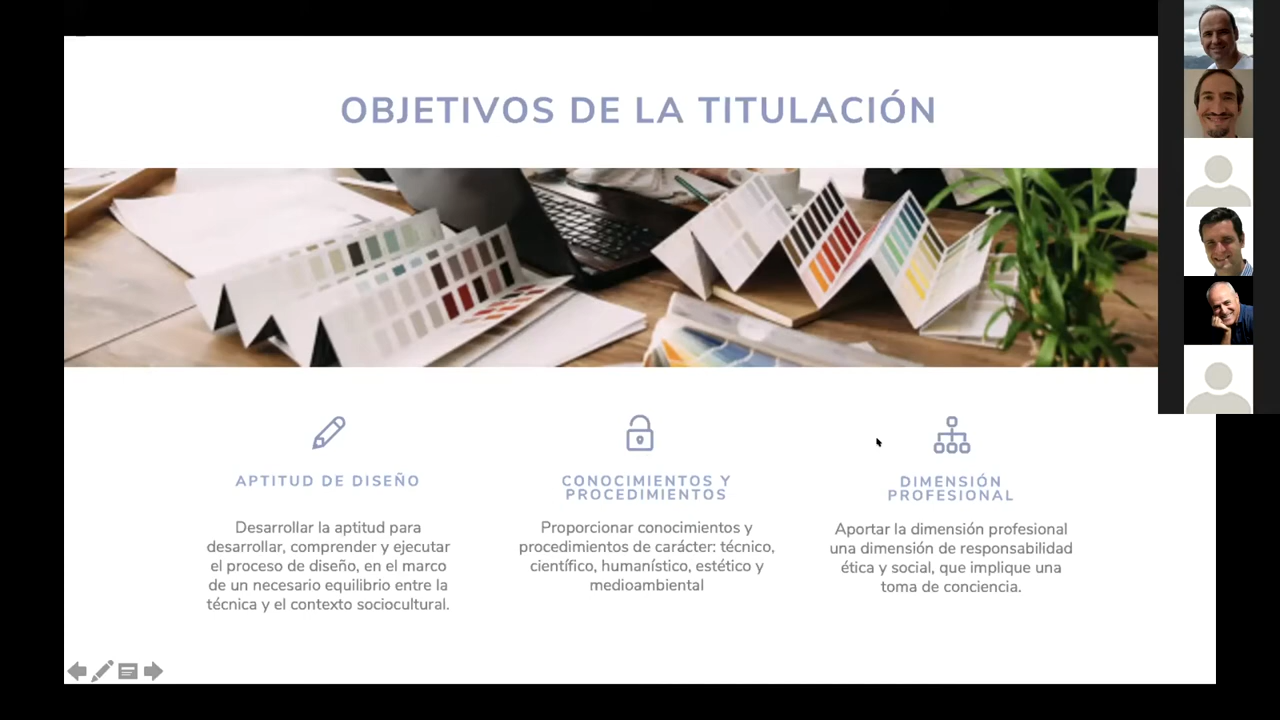 OBJETIVOS DE LA TITULACIÓN
APTITUD DE DISEÑO
Desarrollar la aptitud para
desarrollar, comprender y ejecutar
el proceso de diseño, en el marco
de un necesario equilibrio entre la
técnica y el contexto sociocultural.
CONOCIMIENTOS Y
PROCEDIMIENTOS
Proporcionar conocimientos y
procedimientos de carácter: técnico,
científico, humanístico, estético y
medioambiental
DIMENSIÓN
PROFESIONAL
Aportar la dimensión profesional
una dimensión de responsabilidad
ética y social, que implique una
toma de conciencia.